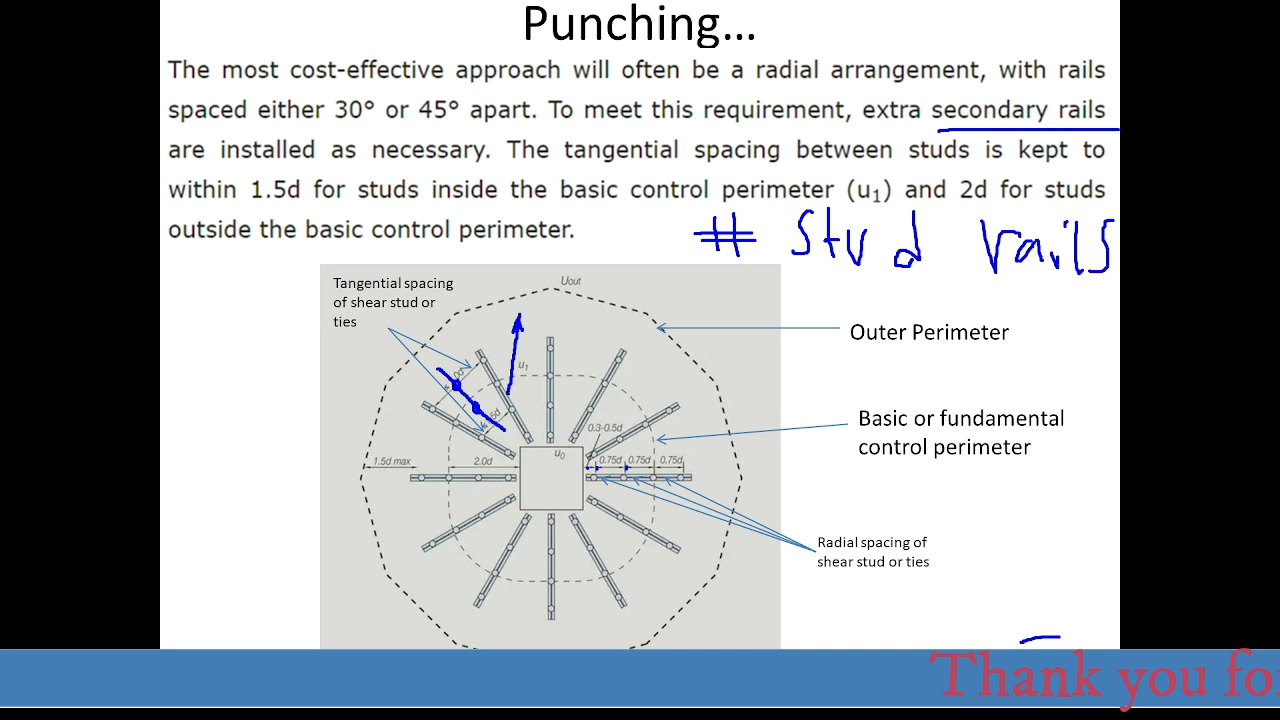 Punching...
The most cost-effective approach will often be a radial arrangement, with rails
spaced either 30° or 45° apart. To meet this requirement, extra secondary rails
are installed as necessary. The tangential spacing between studs is kept to
within 1.5d for studs inside the basic control perimeter (u₁) and 2d for studs
outside the basic control perimeter.
# Stud rails
Tangential spacing
of shear stud or
ties
Uout
Outer Perimeter
u₁
Basic or fundamental
control perimeter
0.3-0.5d
u₀
1.5d max
2.0d
0.75d 0.75d 0.75d
Radial spacing of
shear stud or ties
Thank you fo